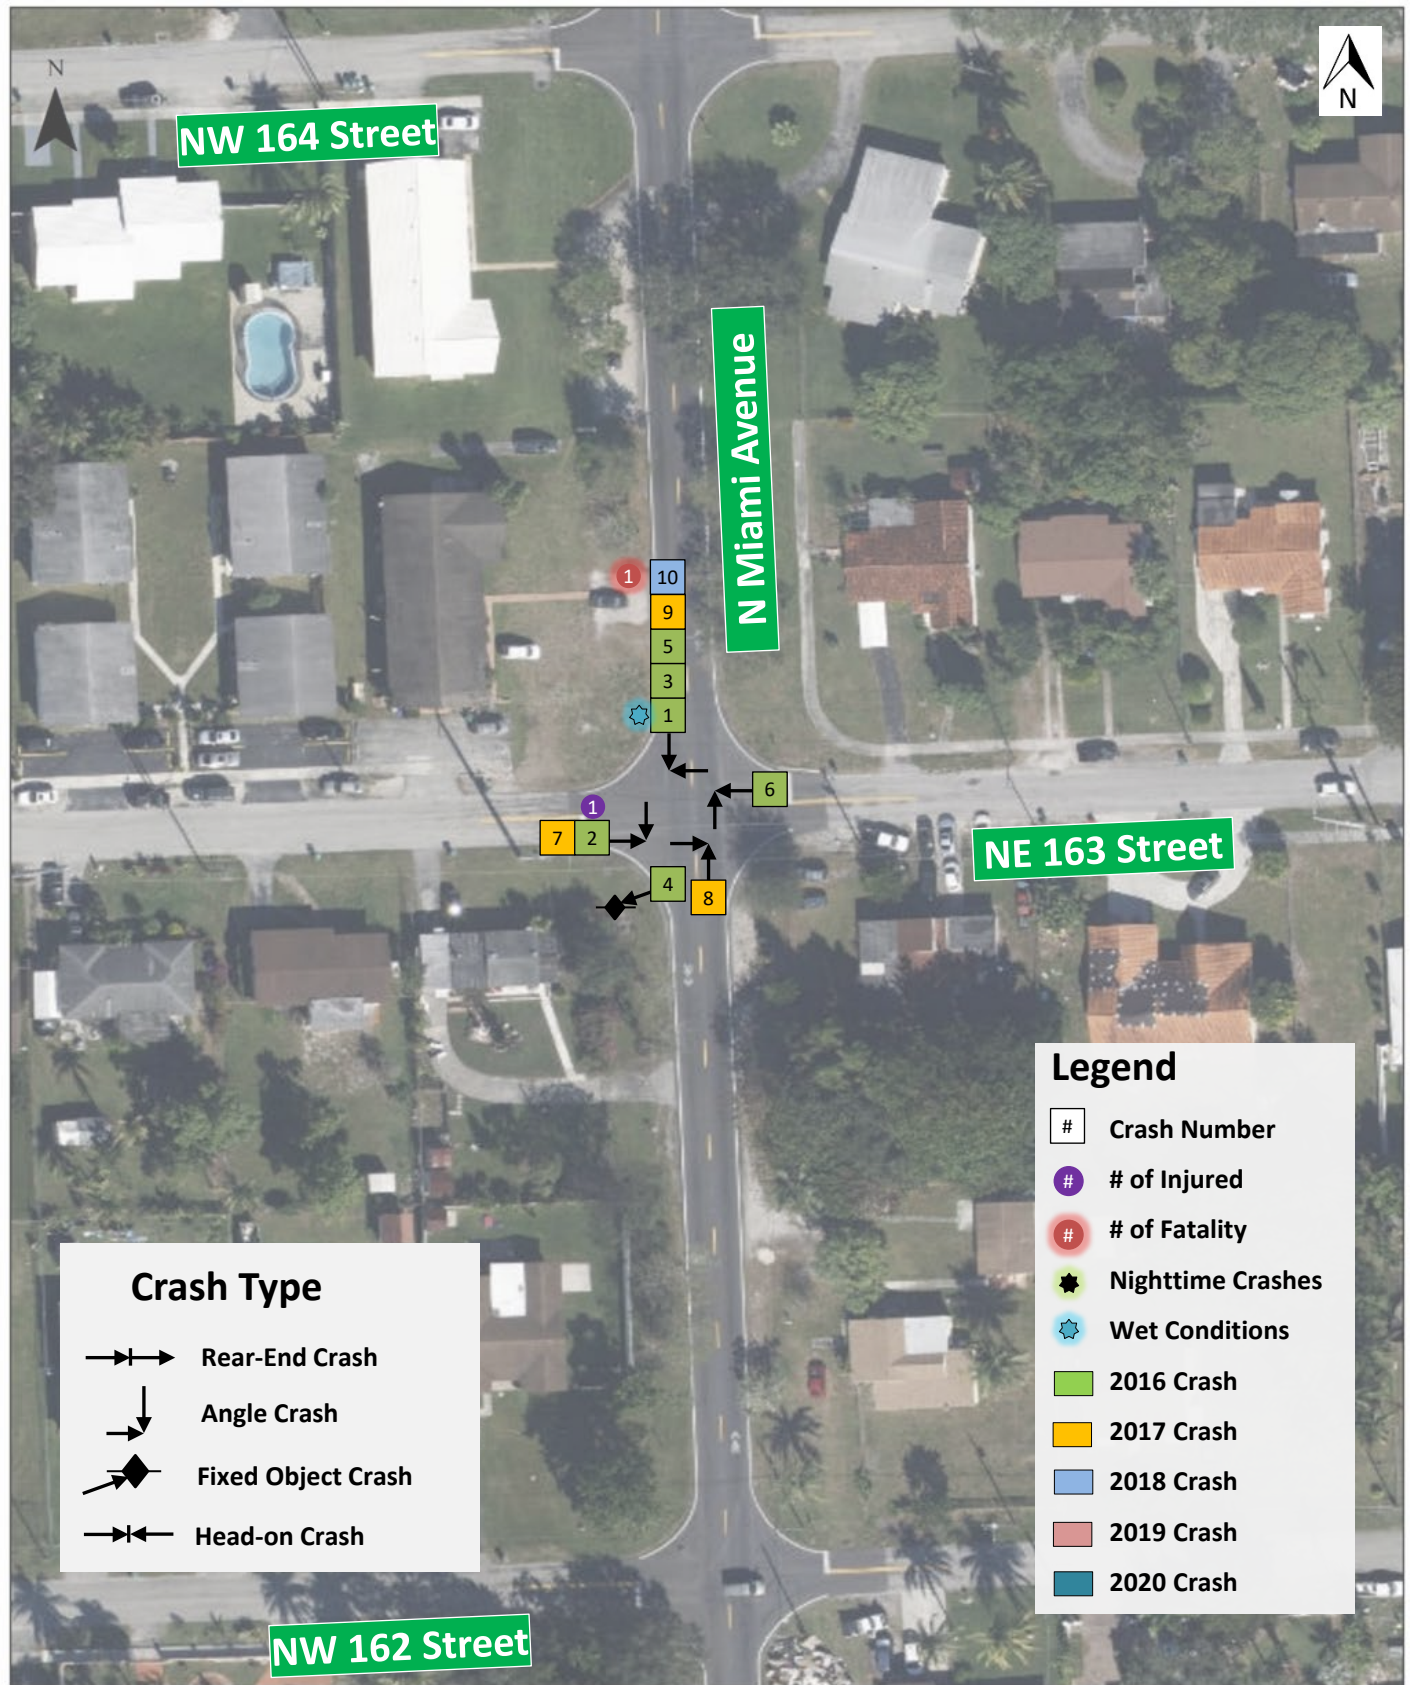 N
N
NW 164 Street
N Miami Avenue
1
10
9
5
3
1
6
1
7
2
NE 163 Street
4
8
Legend
# Crash Number
# # of Injured
# # of Fatality
Nighttime Crashes
Wet Conditions
2016 Crash
2017 Crash
2018 Crash
2019 Crash
2020 Crash
Crash Type
Rear-End Crash
Angle Crash
Fixed Object Crash
Head-on Crash
NW 162 Street